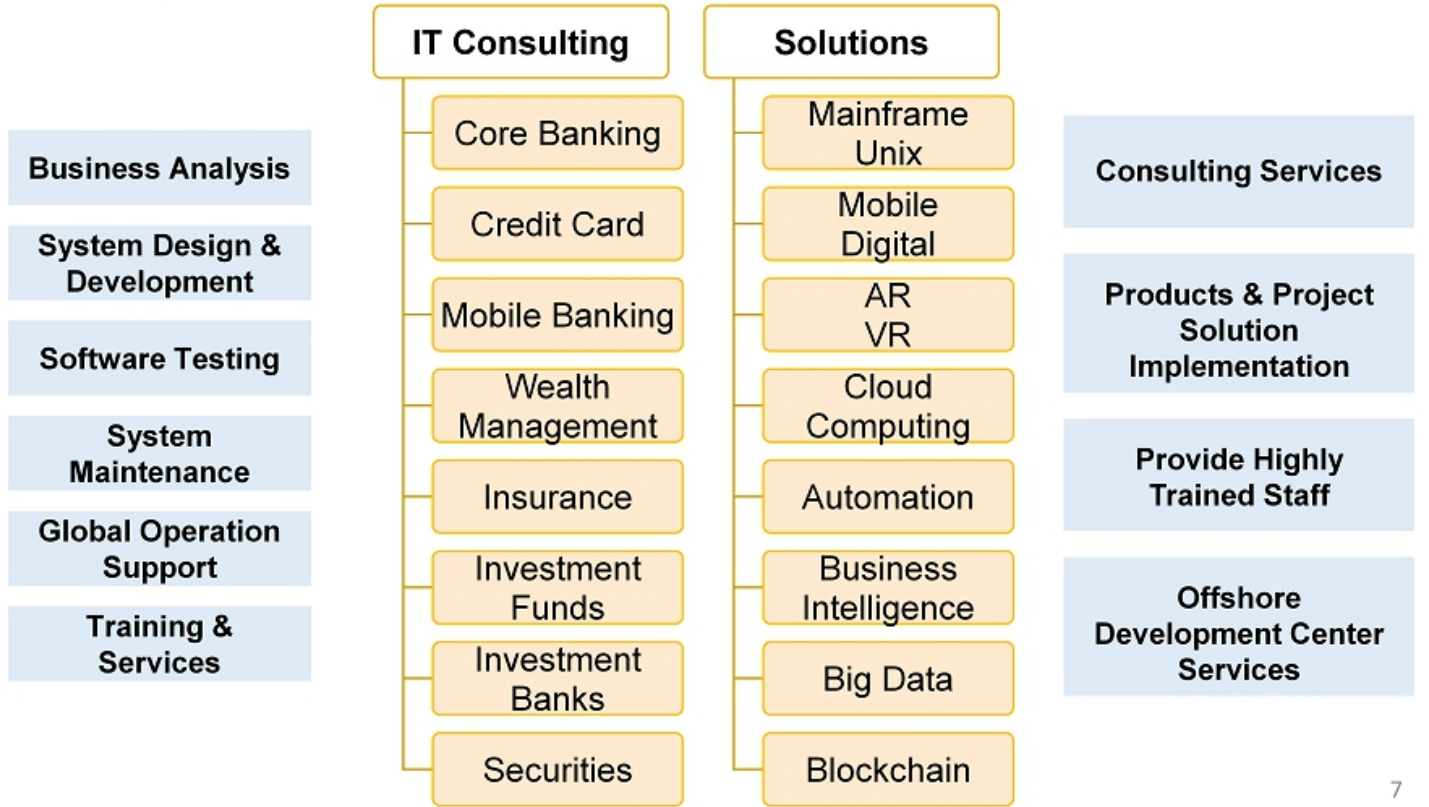 Business Analysis
System Design &
Development
Software Testing
System
Maintenance
Global Operation
Support
Training &
Services
IT Consulting
Core Banking
Credit Card
Mobile Banking
Wealth
Management
Insurance
Investment
Funds
Investment
Banks
Securities
Solutions
Mainframe
Unix
Mobile
Digital
AR
VR
Cloud
Computing
Automation
Business
Intelligence
Big Data
Blockchain
Consulting Services
Products & Project
Solution
Implementation
Provide Highly
Trained Staff
Offshore
Development Center
Services
7